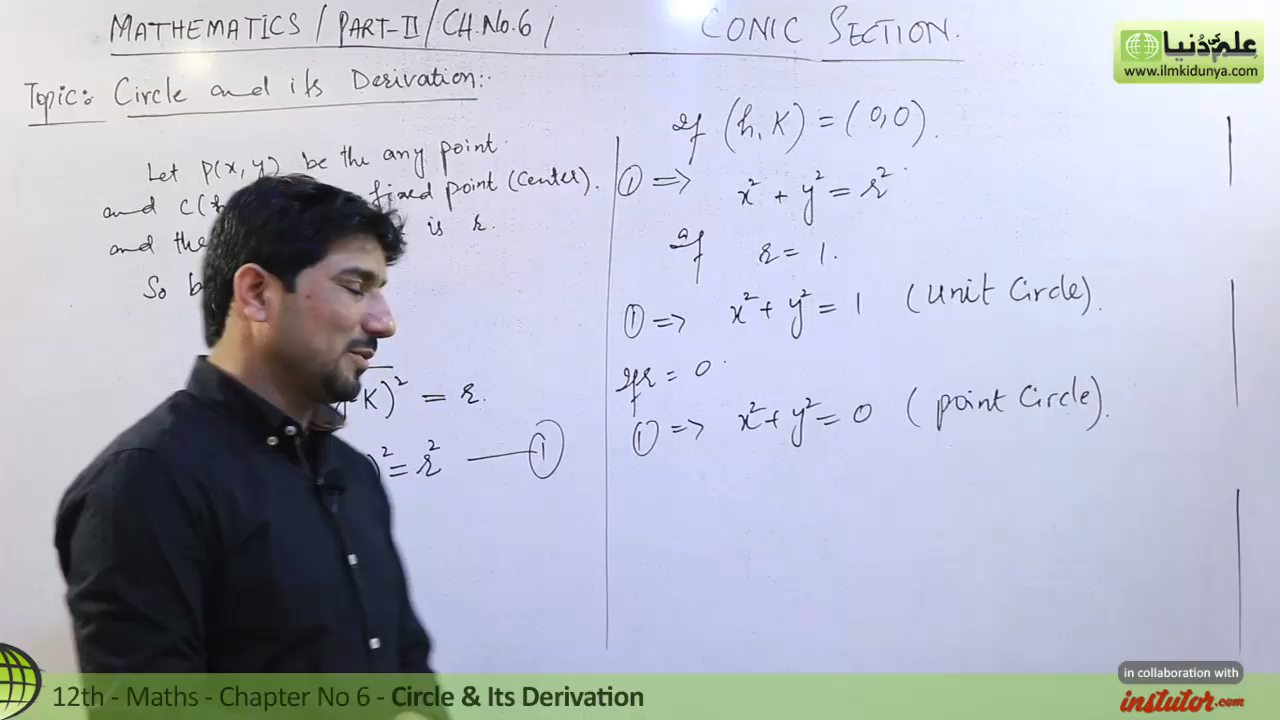 MATHEMATICS / PART-II / CH.No.6 / CONIC SECTION.
Topic: Circle and its Derivation:
Let P(x, y) be the any point.
and C( fixed point (center).
and the is r.
So
K)² = r.
)² = r² — ①
If (h, K) = (0,0).
① => x² + y² = r²
If r = 1.
① => x² + y² = 1 (Unit Circle).
If r = 0
① => x² + y² = 0 (point Circle).
علم کی دُنیا
www.ilmkidunya.com
12th - Maths - Chapter No 6 - Circle & Its Derivation
in collaboration with
instutor.com